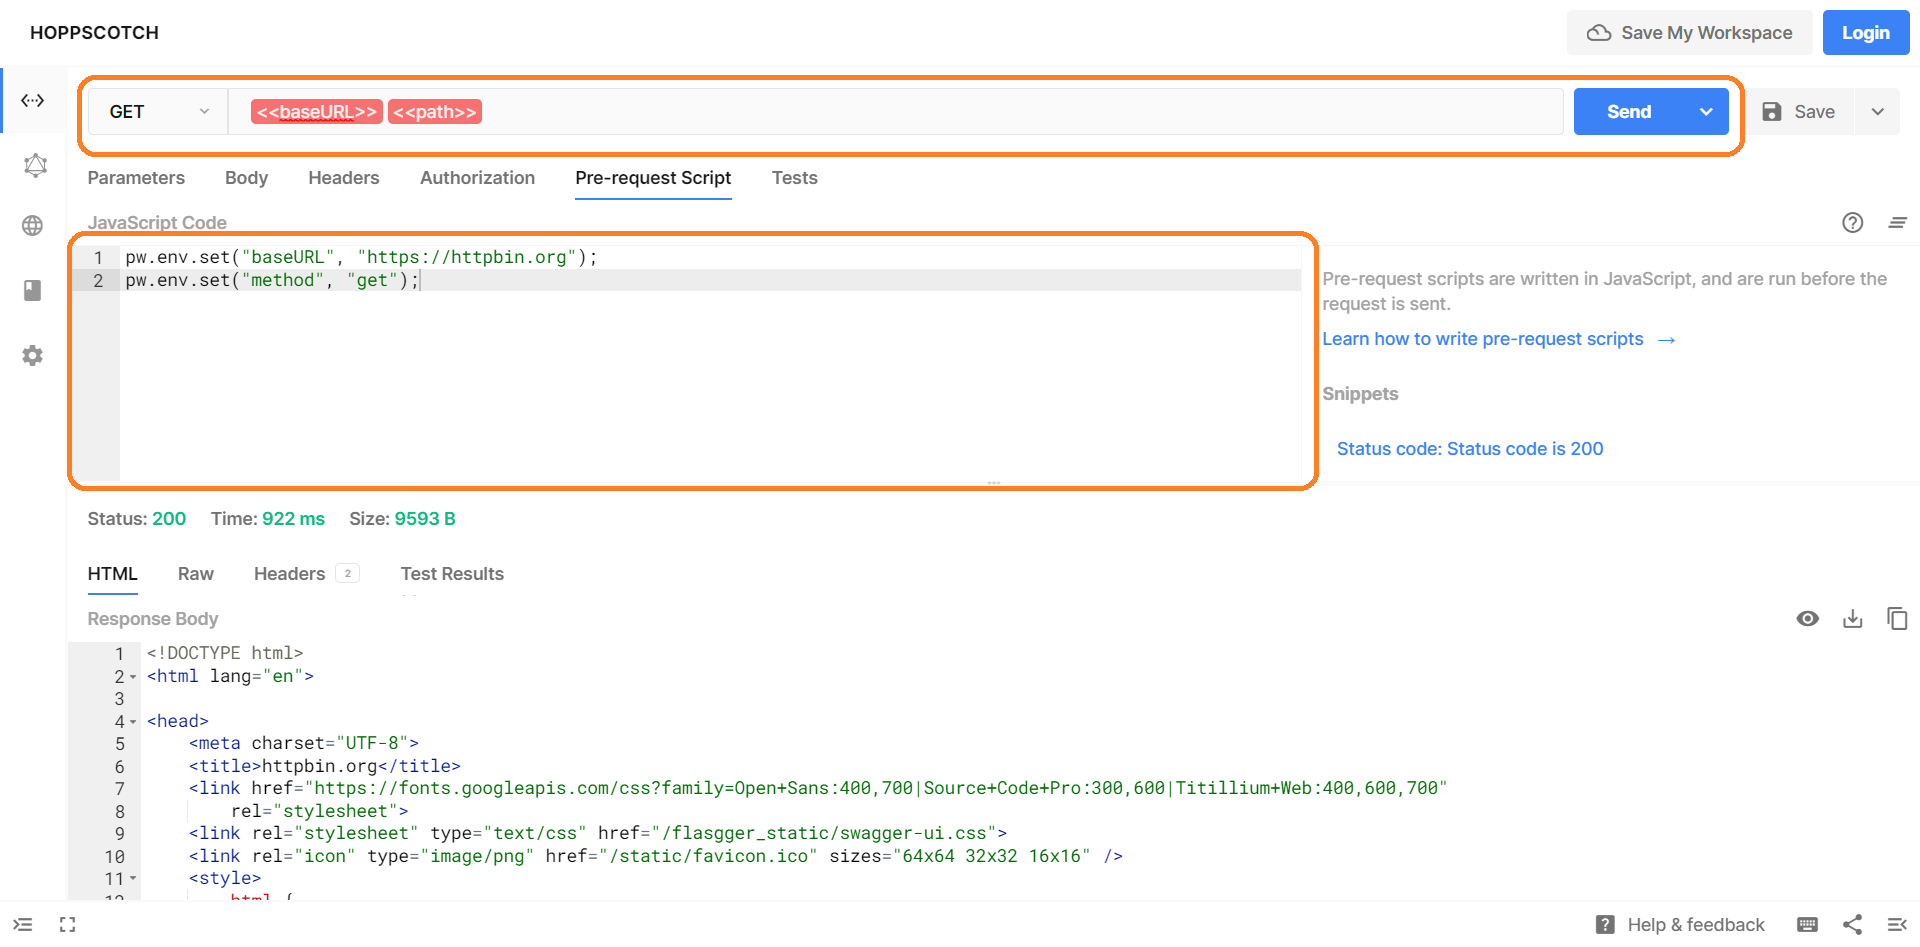 HOPPSCOTCH
Save My Workspace
Login
GET
<<baseURL>> <<path>>
Send
Save
Parameters
Body
Headers
Authorization
Pre-request Script
Tests
JavaScript Code
1 pw.env.set("baseURL", "https://httpbin.org");
2 pw.env.set("method", "get");
Pre-request scripts are written in JavaScript, and are run before the
request is sent.
Learn how to write pre-request scripts →
Snippets
Status code: Status code is 200
Status: 200 Time: 922 ms Size: 9593 B
HTML
Raw
Headers 2
Test Results
Response Body
1 <!DOCTYPE html>
2 <html lang="en">
3
4 <head>
5 <meta charset="UTF-8">
6 <title>httpbin.org</title>
7 <link href="https://fonts.googleapis.com/css?family=Open+Sans:400,700|Source+Code+Pro:300,600|Titillium+Web:400,600,700"
8 rel="stylesheet">
9 <link rel="stylesheet" type="text/css" href="/flasgger_static/swagger-ui.css">
10 <link rel="icon" type="image/png" href="/static/favicon.ico" sizes="64x64 32x32 16x16" />
11 <style>
12 html {
Help & feedback